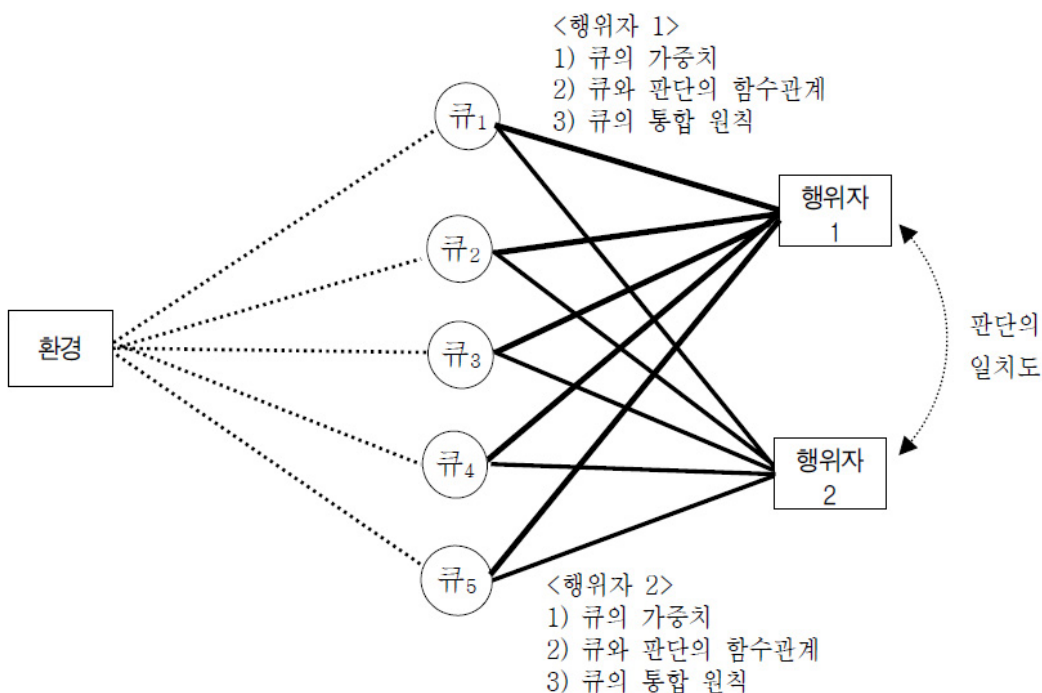 <행위자 1>
1) 큐의 가중치
2) 큐와 판단의 함수관계
3) 큐의 통합 원칙
큐1
행위자
1
큐2
환경
큐3
판단의
일치도
큐4
행위자
2
큐5
<행위자 2>
1) 큐의 가중치
2) 큐와 판단의 함수관계
3) 큐의 통합 원칙